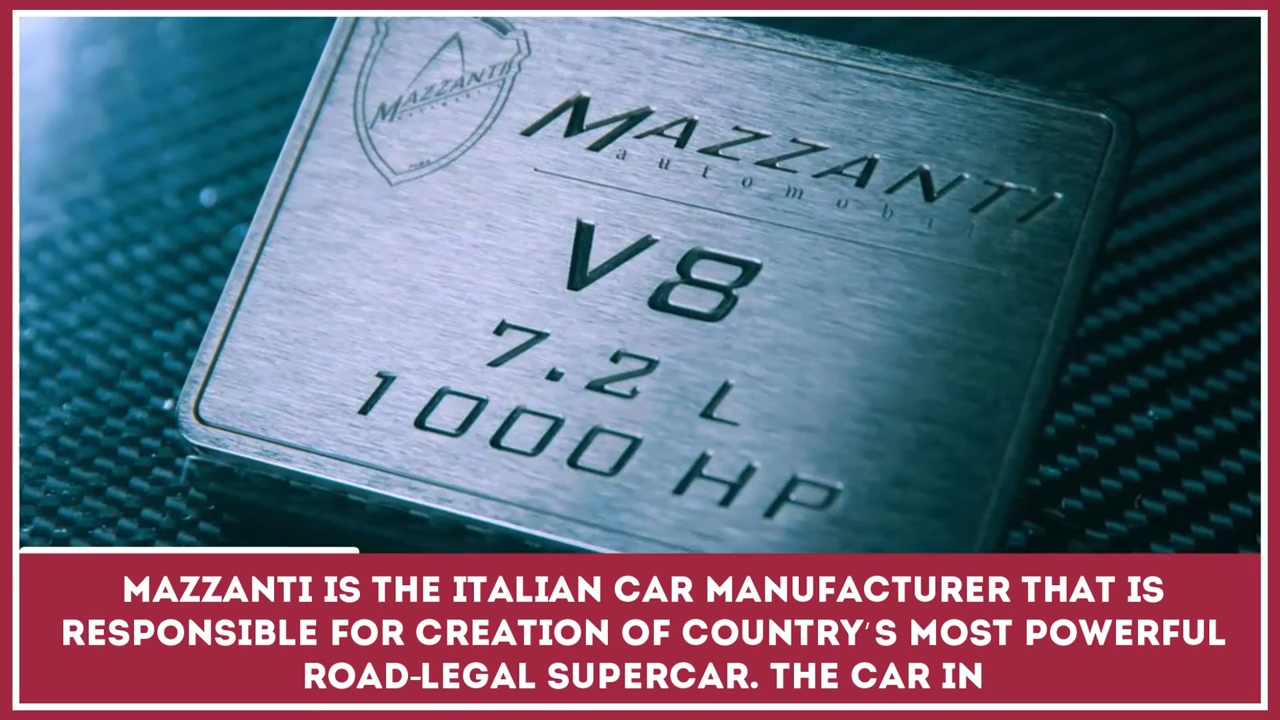 MAZZANTI
MAZZANTI
automobili
V8
7.2 L
1000 HP
MAZZANTI IS THE ITALIAN CAR MANUFACTURER THAT IS
RESPONSIBLE FOR CREATION OF COUNTRY'S MOST POWERFUL
ROAD-LEGAL SUPERCAR. THE CAR IN